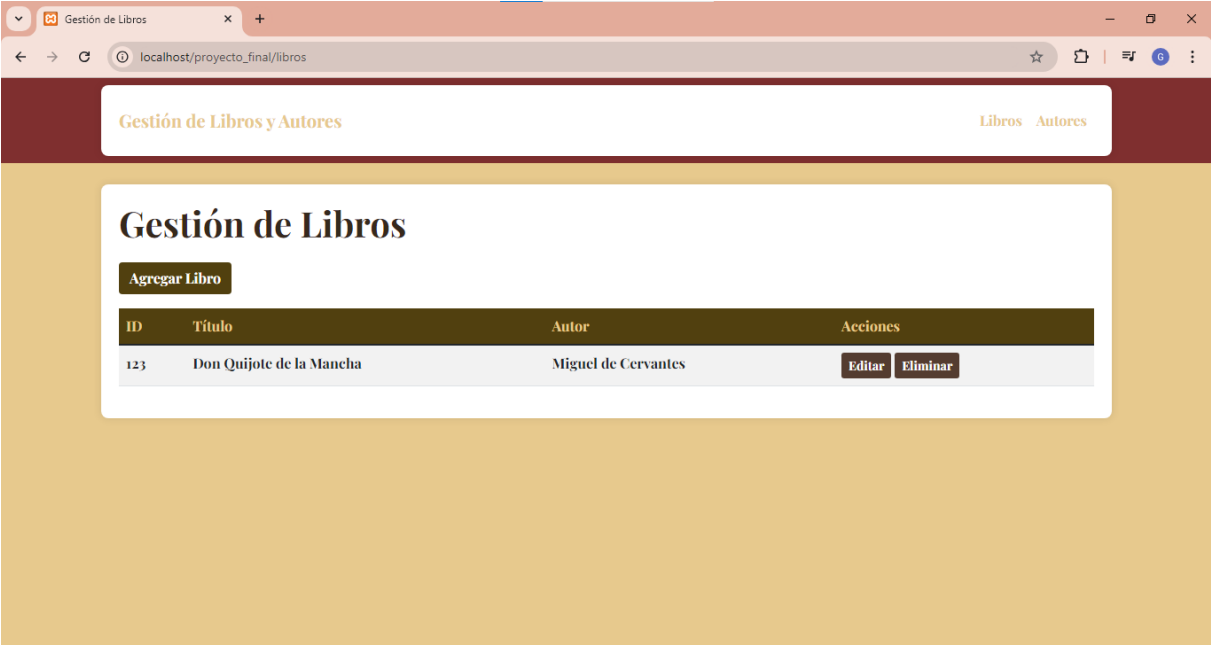 Gestión de Libros
localhost/proyecto_final/libros
G
Gestión de Libros y Autores
Libros Autores
Gestión de Libros
Agregar Libro
ID Título Autor Acciones
123 Don Quijote de la Mancha Miguel de Cervantes Editar Eliminar